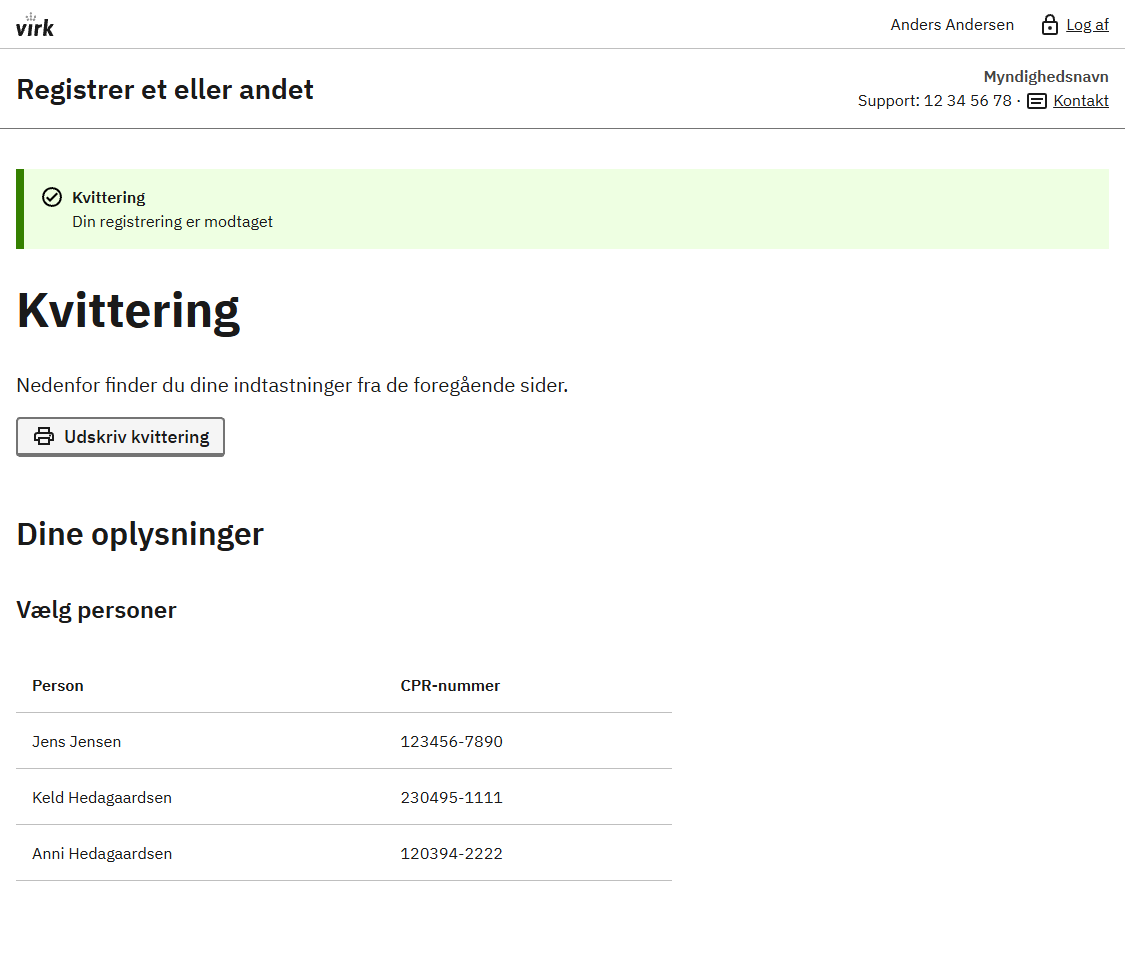 virk
Anders Andersen
Log af
Registrer et eller andet
Myndighedsnavn
Support: 12 34 56 78 · Kontakt
Kvittering
Din registrering er modtaget
Kvittering
Nedenfor finder du dine indtastninger fra de foregående sider.
Udskriv kvittering
Dine oplysninger
Vælg personer
Person CPR-nummer
Jens Jensen 123456-7890
Keld Hedagaardsen 230495-1111
Anni Hedagaardsen 120394-2222